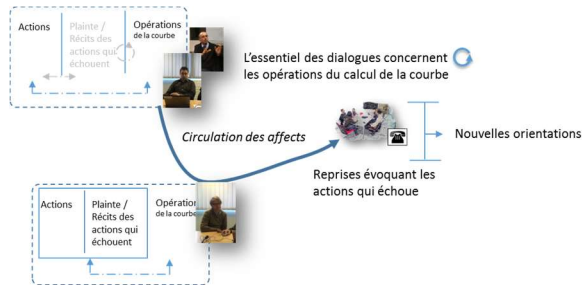 Actions
Plainte /
Récits des
actions qui
échouent
Opérations
de la courbe
L'essentiel des dialogues concernent
les opérations du calcul de la courbe
Circulation des affects
Nouvelles orientations
Reprises évoquant les
actions qui échoue
Actions
Plainte /
Récits des
actions qui
échouent
Opérations
de la courbe